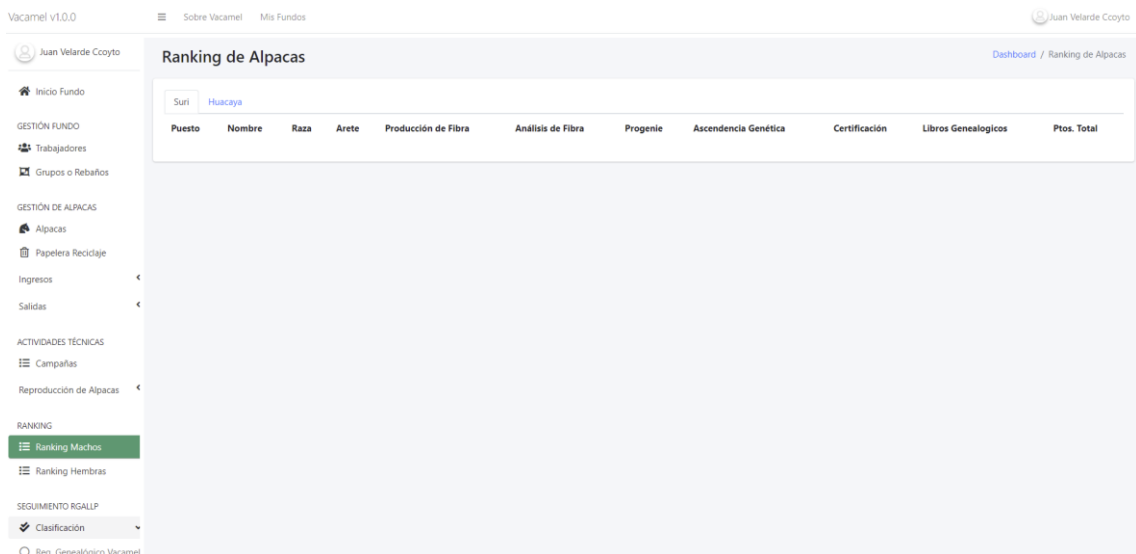 Vacamel v1.0.0
Sobre Vacamel Mis Fundos
Juan Velarde Ccoyto
Juan Velarde Ccoyto
Inicio Fundo
GESTIÓN FUNDO
Trabajadores
Grupos o Rebaños
GESTIÓN DE ALPACAS
Alpacas
Papelera Reciclaje
Ingresos
Salidas
ACTIVIDADES TÉCNICAS
Campañas
Reproducción de Alpacas
RANKING
Ranking Machos
Ranking Hembras
SEGUIMIENTO RGALLP
Clasificación
Reg. Genealógico Vacamel
Ranking de Alpacas
Dashboard / Ranking de Alpacas
Suri Huacaya
Puesto Nombre Raza Arete Producción de Fibra Análisis de Fibra Progenie Ascendencia Genética Certificación Libros Genealogicos Ptos. Total